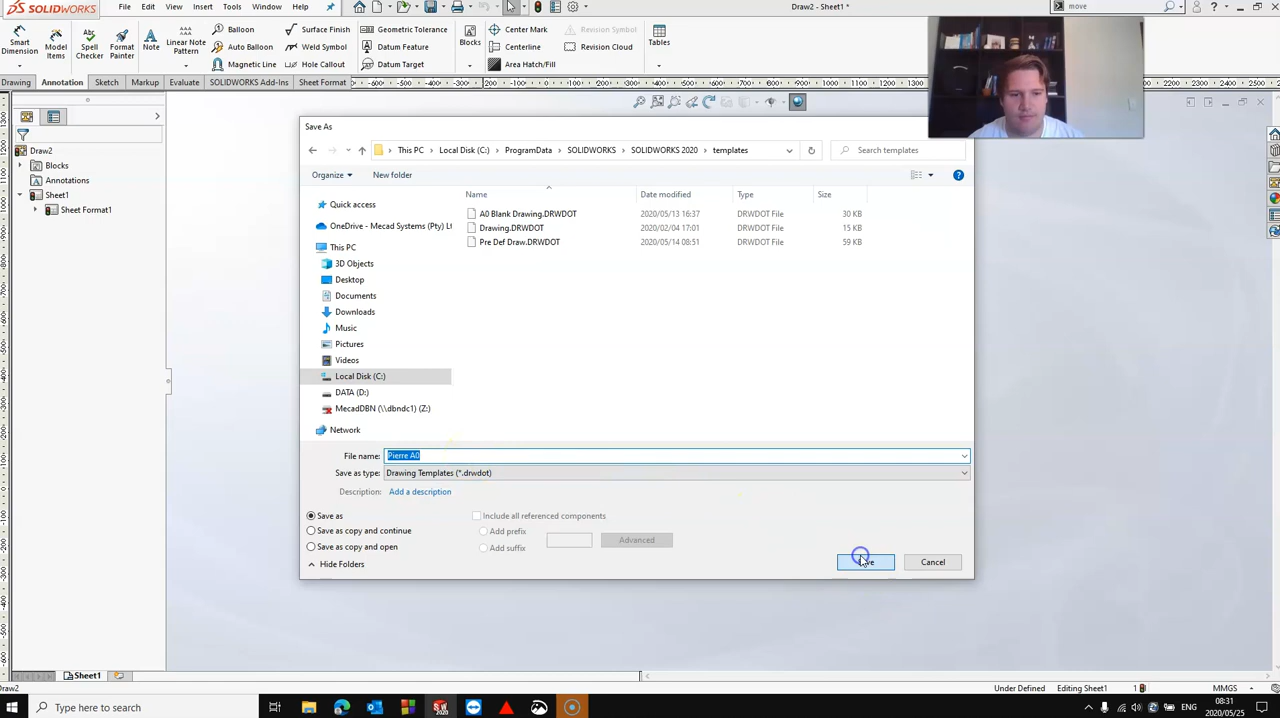 SOLIDWORKS File Edit View Insert Tools Window Help Draw2 - Sheet1 * move
Smart Dimension Model Items Spell Checker Format Painter Note Linear Note Pattern Balloon Auto Balloon Magnetic Line Surface Finish Weld Symbol Hole Callout Geometric Tolerance Datum Feature Datum Target Blocks Center Mark Centerline Area Hatch/Fill Revision Symbol Revision Cloud Tables
Drawing Annotation Sketch Markup Evaluate SOLIDWORKS Add-Ins Sheet Format
Draw2
Blocks
Annotations
Sheet1
Sheet Format1
Save As
This PC Local Disk (C:) ProgramData SOLIDWORKS SOLIDWORKS 2020 templates Search templates
Organize New folder
Name Date modified Type Size
A0 Blank Drawing.DRWDOT 2020/05/13 16:37 DRWDOT File 30 KB
Drawing.DRWDOT 2020/02/04 17:01 DRWDOT File 15 KB
Pre Def Draw.DRWDOT 2020/05/14 08:51 DRWDOT File 59 KB
Quick access
OneDrive - Mecad Systems (Pty) Lt
This PC
3D Objects
Desktop
Documents
Downloads
Music
Pictures
Videos
Local Disk (C:)
DATA (D:)
MecadDBN (\\dbndc1) (Z:)
Network
File name: Pierre A0
Save as type: Drawing Templates (*.drwdot)
Description: Add a description
Save as
Save as copy and continue
Save as copy and open
Include all referenced components
Add prefix
Add suffix
Advanced
Hide Folders
Cancel
Sheet1
Draw2 Under Defined Editing Sheet1 1 MMGS
Type here to search
ENG 08:31
2020/05/25